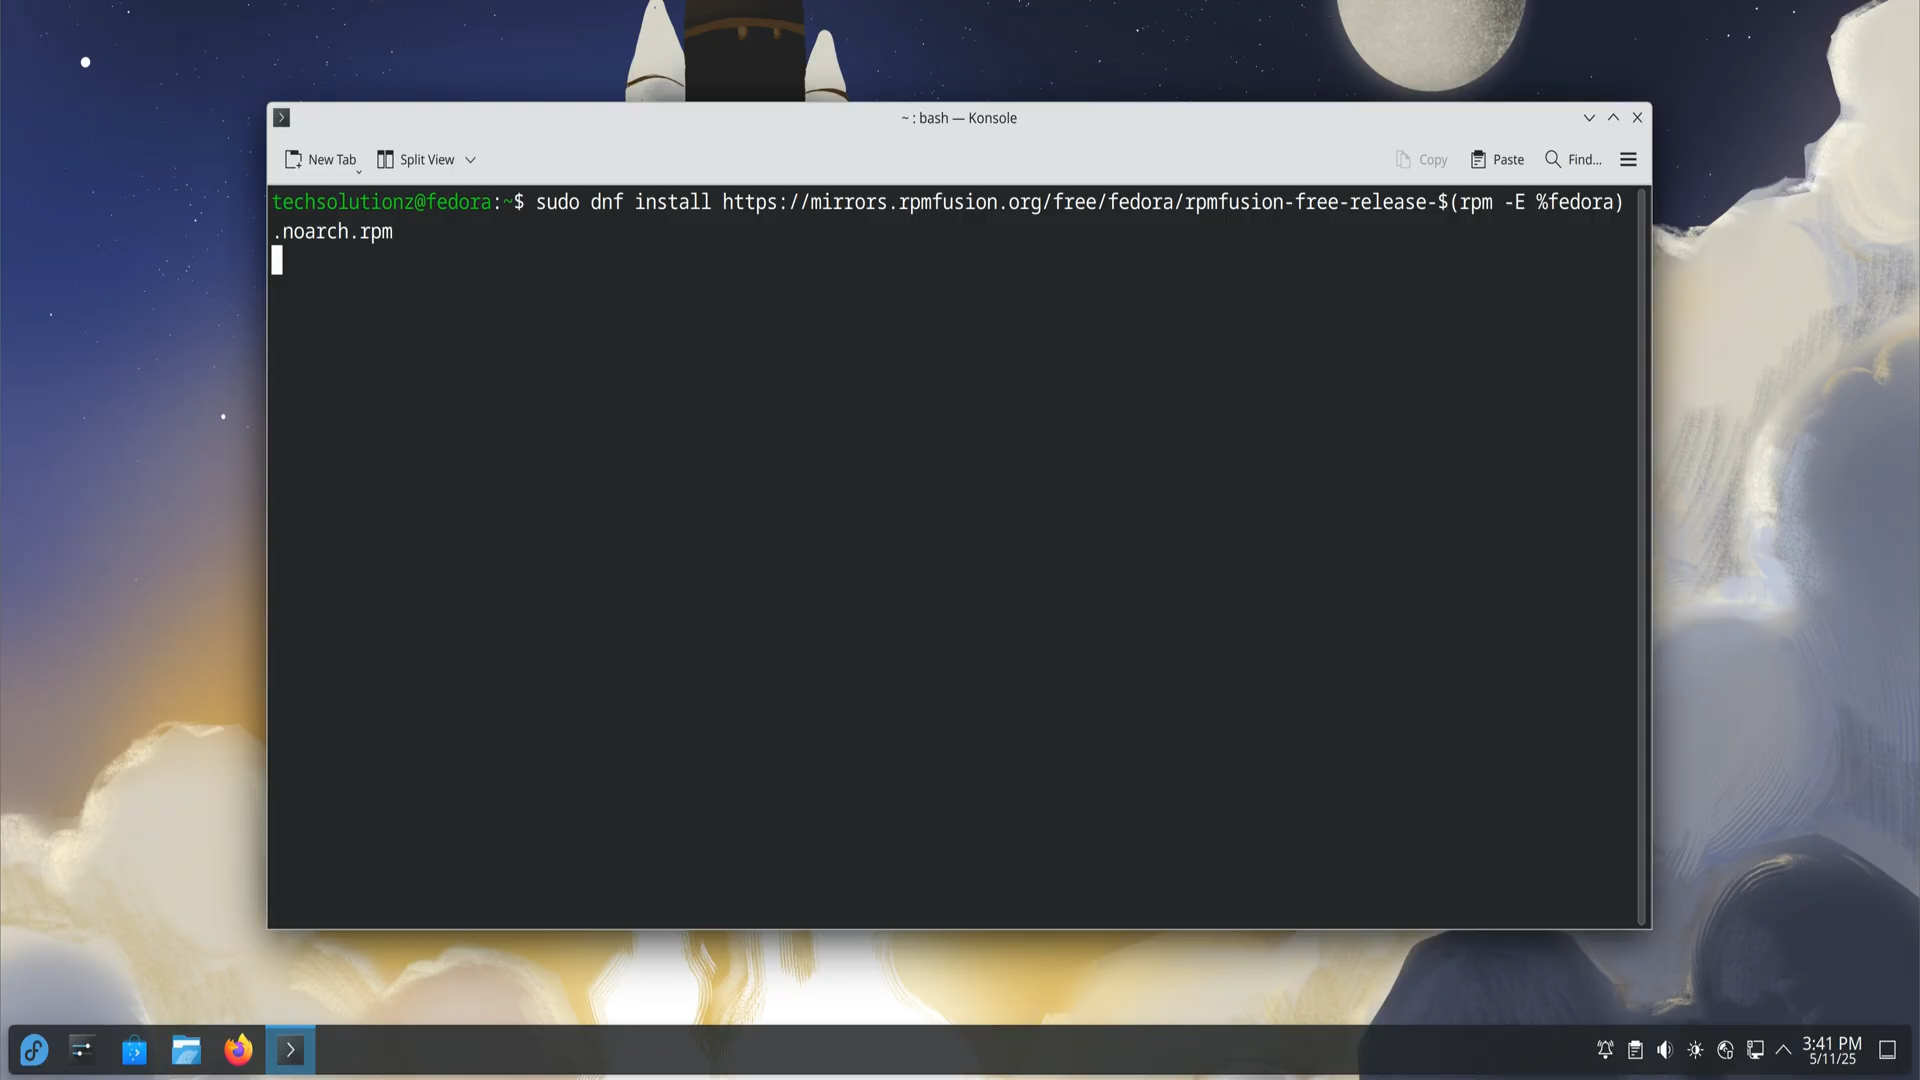 ~ : bash — Konsole
New Tab Split View Copy Paste Find...
techsolutionz@fedora:~$ sudo dnf install https://mirrors.rpmfusion.org/free/fedora/rpmfusion-free-release-$(rpm -E %fedora)
.noarch.rpm
3:41 PM
5/11/25